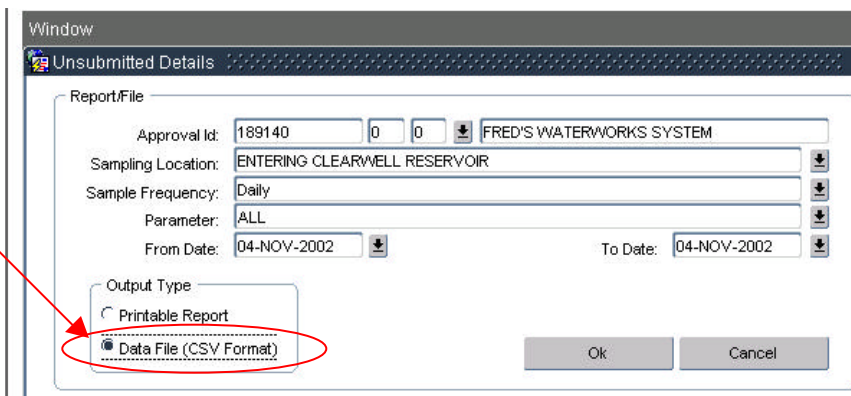 Window
Unsubmitted Details
Report/File
Approval Id: 189140 0 0 FRED'S WATERWORKS SYSTEM
Sampling Location: ENTERING CLEARWELL RESERVOIR
Sample Frequency: Daily
Parameter: ALL
From Date: 04-NOV-2002 To Date: 04-NOV-2002
Output Type
Printable Report
Data File (CSV Format)
Ok Cancel